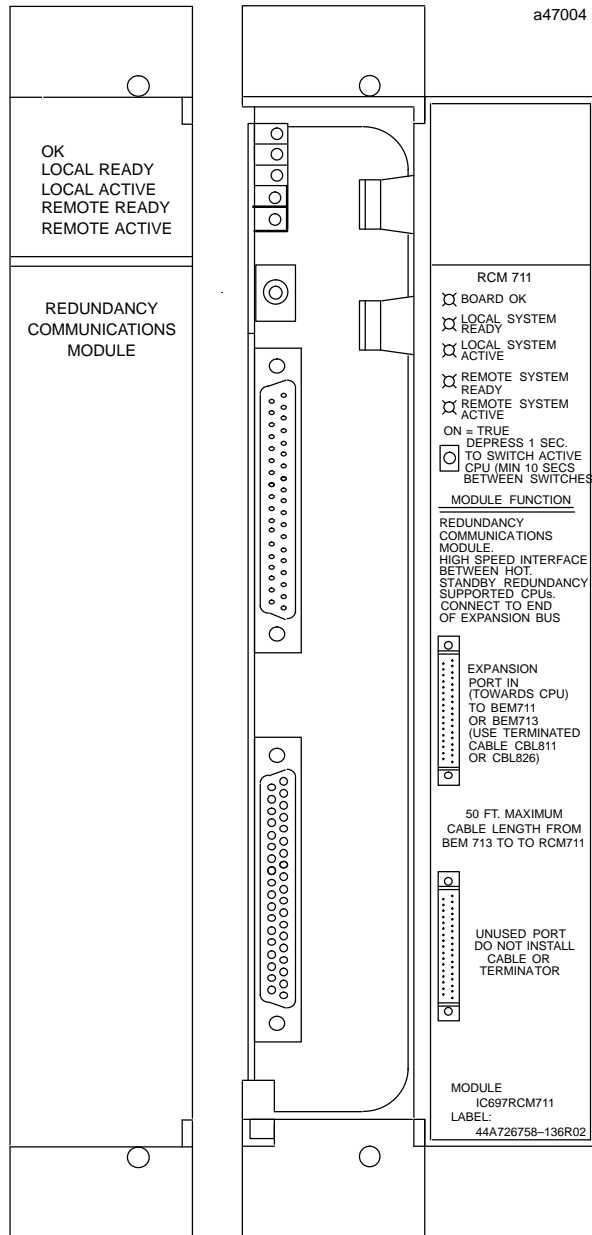 a47004
OK
LOCAL READY
LOCAL ACTIVE
REMOTE READY
REMOTE ACTIVE
REDUNDANCY
COMMUNICATIONS
MODULE
RCM 711
BOARD OK
LOCAL SYSTEM
READY
LOCAL SYSTEM
ACTIVE
REMOTE SYSTEM
READY
REMOTE SYSTEM
ACTIVE
ON = TRUE
DEPRESS 1 SEC.
TO SWITCH ACTIVE
CPU (MIN 10 SECS
BETWEEN SWITCHES
MODULE FUNCTION
REDUNDANCY
COMMUNICATIONS
MODULE.
HIGH SPEED INTERFACE
BETWEEN HOT.
STANDBY REDUNDANCY
SUPPORTED CPUs.
CONNECT TO END
OF EXPANSION BUS
EXPANSION
PORT IN
(TOWARDS CPU)
TO BEM711
OR BEM713
(USE TERMINATED
CABLE CBL811
OR CBL826)
50 FT. MAXIMUM
CABLE LENGTH FROM
BEM 713 TO TO RCM711
UNUSED PORT
DO NOT INSTALL
CABLE OR
TERMINATOR
MODULE
IC697RCM711
LABEL:
44A726758–136R02